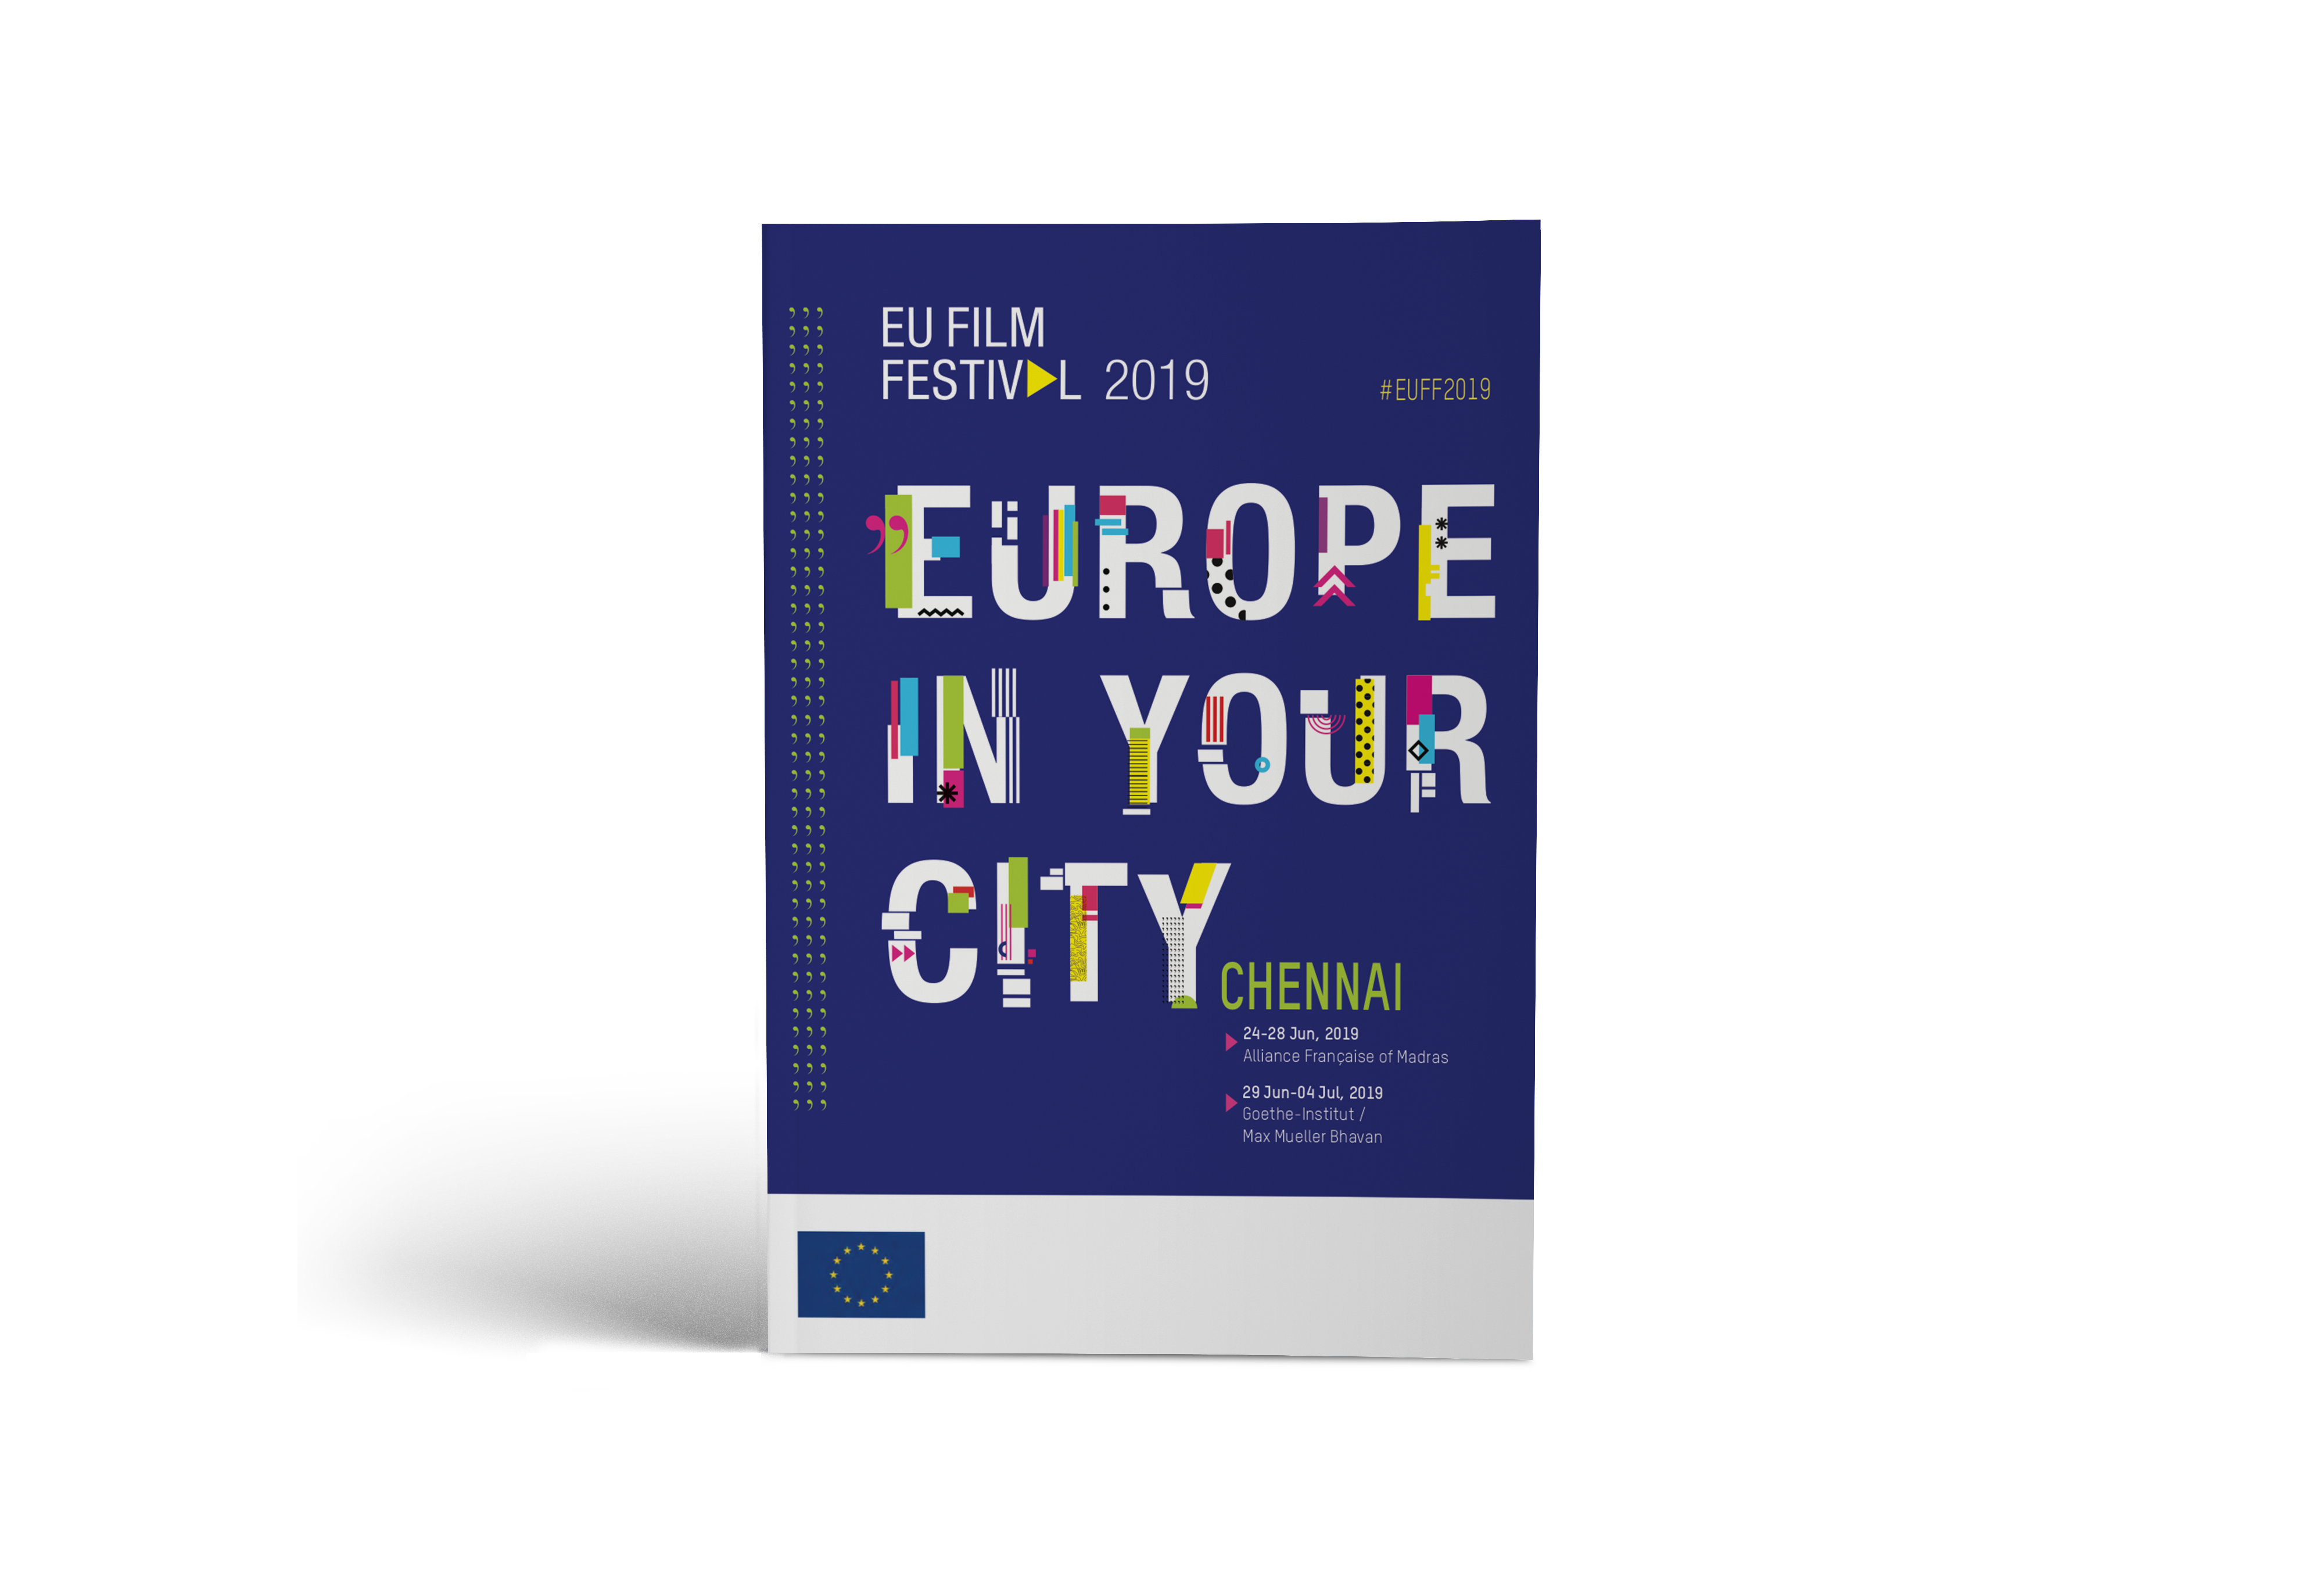 EU FILM
FESTIVAL 2019
#EUFF2019
EUROPE
IN YOUR
CITY
CHENNAI
24-28 Jun, 2019
Alliance Française of Madras
29 Jun-04 Jul, 2019
Goethe-Institut /
Max Mueller Bhavan